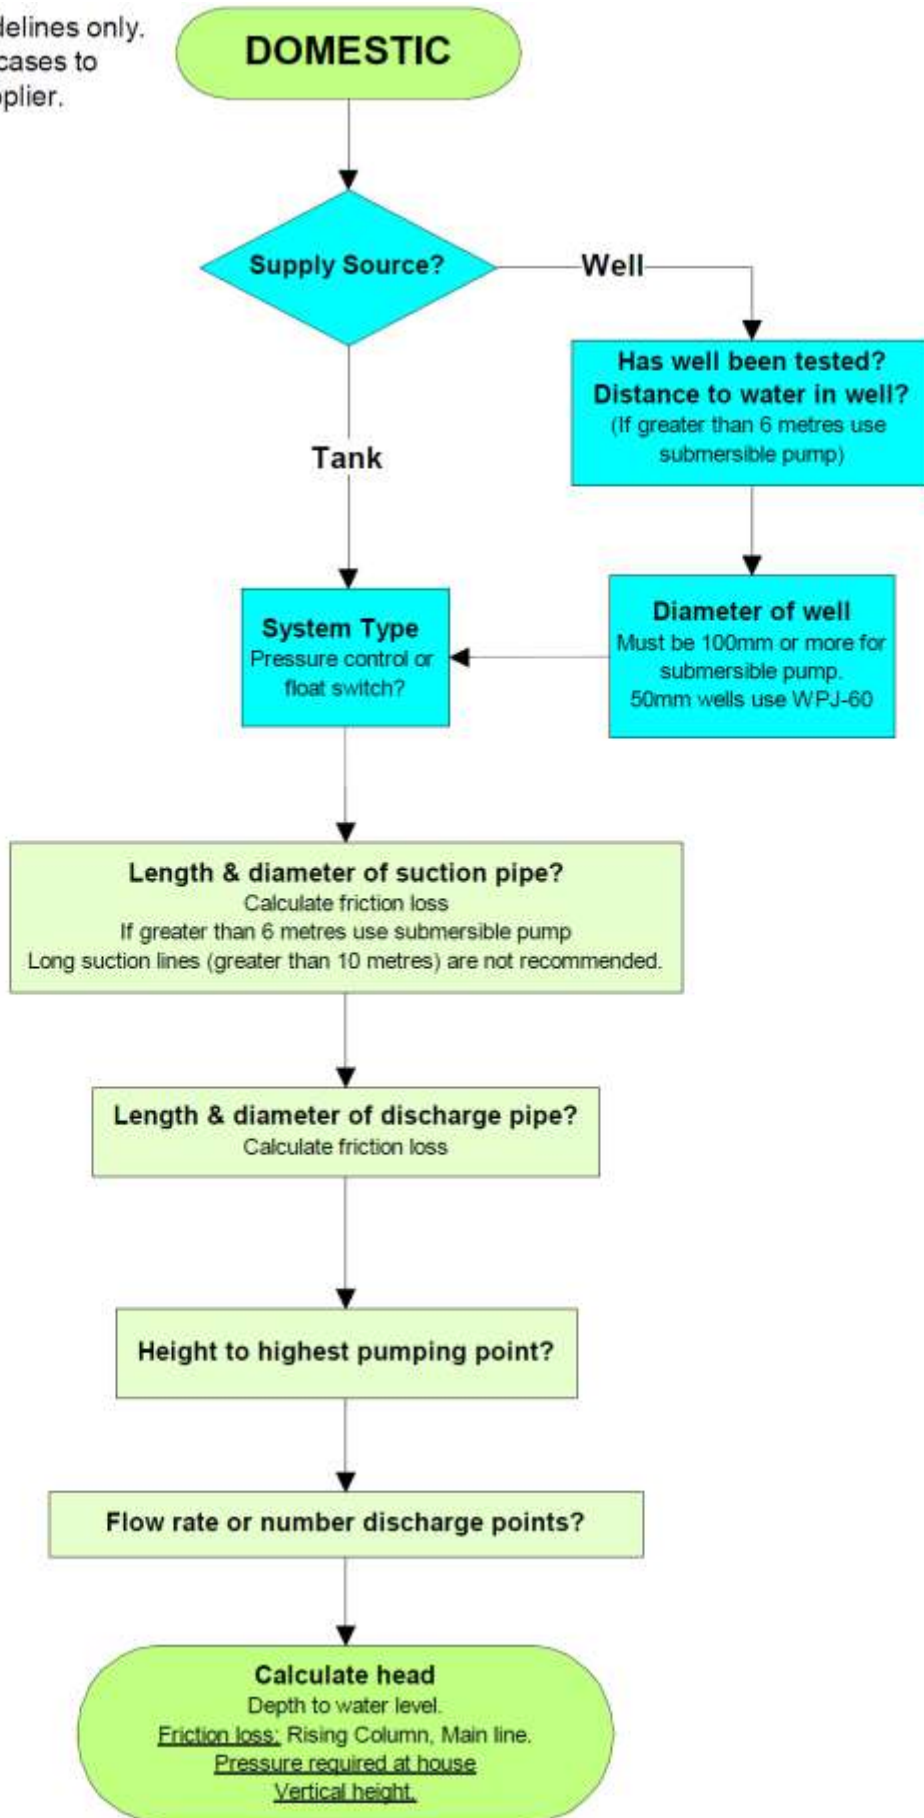 delines only.
cases to
plier.
DOMESTIC
Supply Source?
Well
Has well been tested?
Distance to water in well?
(If greater than 6 metres use
submersible pump)
Tank
Diameter of well
Must be 100mm or more for
submersible pump.
50mm wells use WPJ-60
System Type
Pressure control or
float switch?
Length & diameter of suction pipe?
Calculate friction loss
If greater than 6 metres use submersible pump
Long suction lines (greater than 10 metres) are not recommended.
Length & diameter of discharge pipe?
Calculate friction loss
Height to highest pumping point?
Flow rate or number discharge points?
Calculate head
Depth to water level.
Friction loss: Rising Column, Main line.
Pressure required at house
Vertical height.